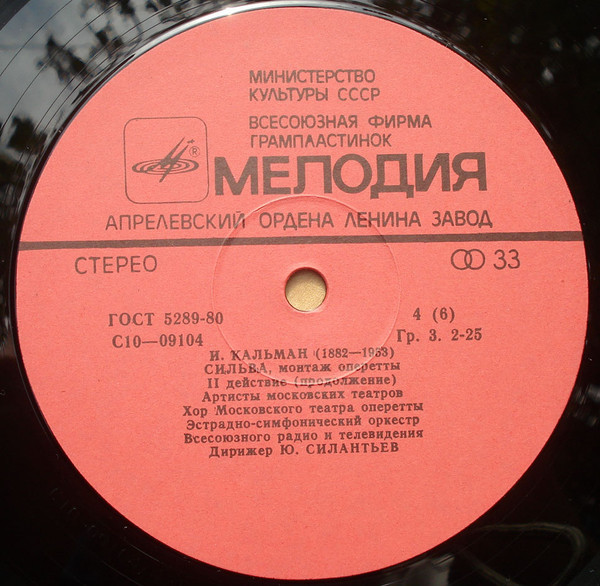 МИНИСТЕРСТВО
КУЛЬТУРЫ СССР
ВСЕСОЮЗНАЯ ФИРМА
ГРАМПЛАСТИНОК
®
МЕЛОДИЯ
АПРЕЛЕВСКИЙ ОРДЕНА ЛЕНИНА ЗАВОД
СТЕРЕО 33
ГОСТ 5289-80 4 (6)
С10—09104 Гр. 3. 2-25
И. КАЛЬМАН (1882—1953)
СИЛЬВА, монтаж оперетты
II действие (продолжение)
Артисты московских театров
Хор Московского театра оперетты
Эстрадно-симфонический оркестр
Всесоюзного радио и телевидения
Дирижер Ю. СИЛАНТЬЕВ